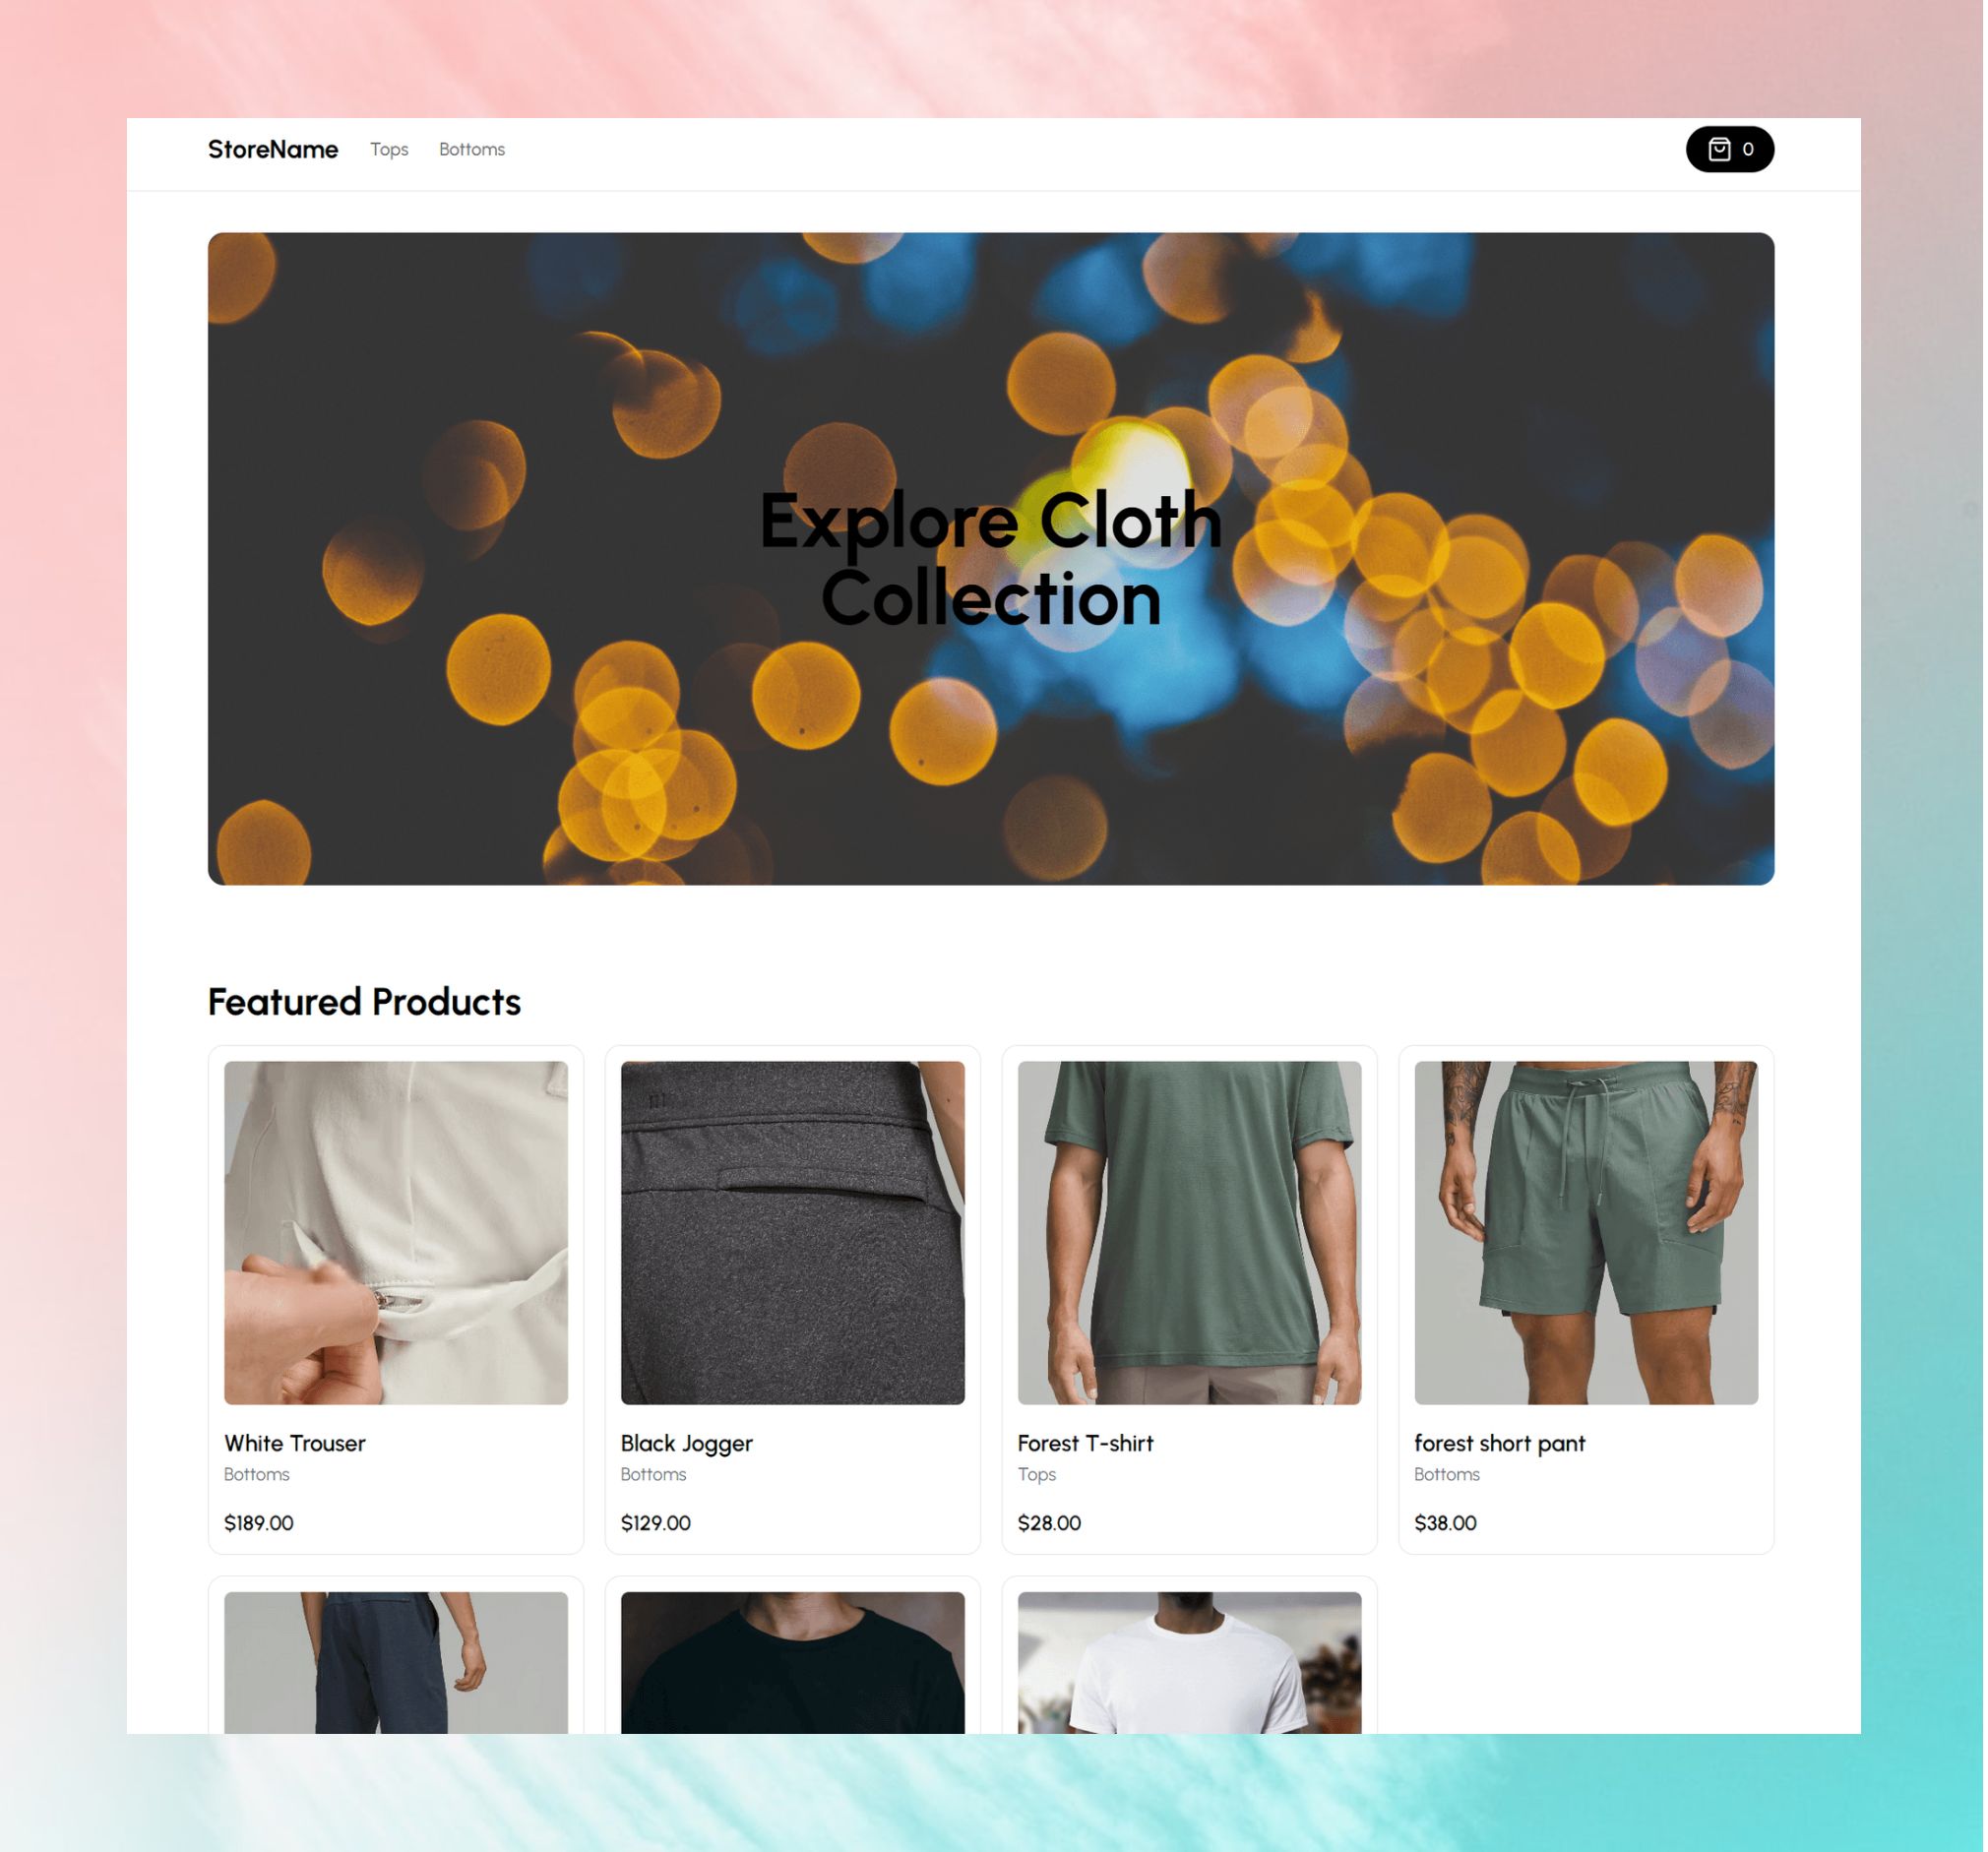 StoreName
Tops
Bottoms
0
Explore Cloth
Collection
Featured Products
White Trouser
Bottoms
$189.00
Black Jogger
Bottoms
$129.00
Forest T-shirt
Tops
$28.00
forest short pant
Bottoms
$38.00